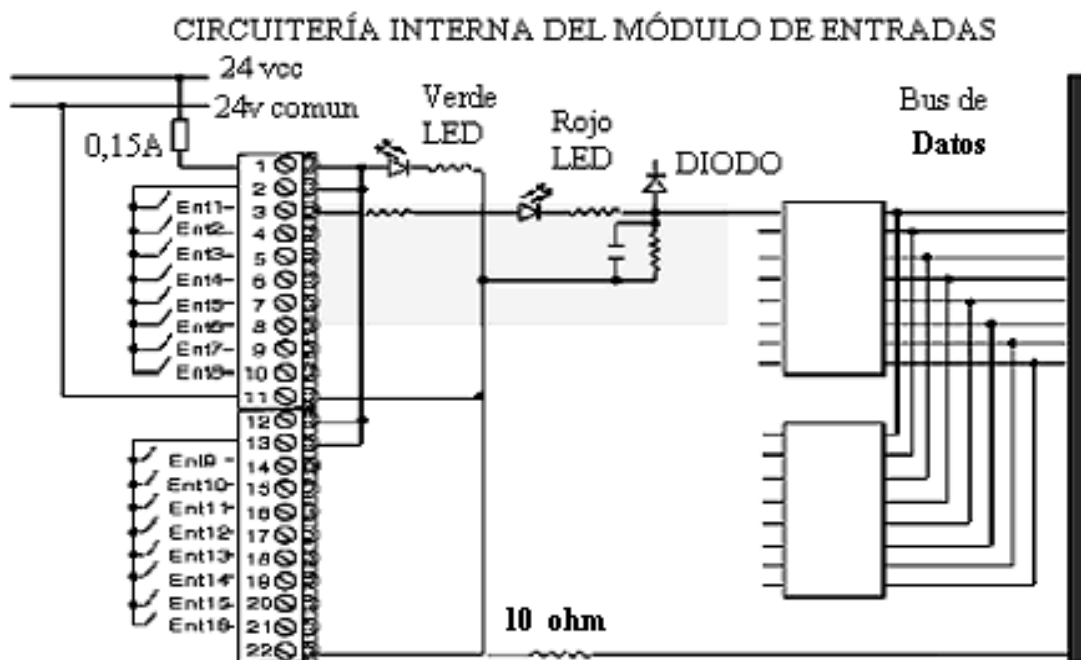 CIRCUITERÍA INTERNA DEL MÓDULO DE ENTRADAS
24 vcc
24v comun
0,15A
Verde
LED
Rojo
LED
DIODO
Bus de
Datos
1
2
Ent1 3
Ent2 4
Ent3 5
Ent4 6
Ent5 7
Ent6 8
Ent7 9
Ent8 10
11
12
13
Ent9 14
Ent10 15
Ent11 16
Ent12 17
Ent13 18
Ent14 19
Ent15 20
Ent16 21
22
10 ohm